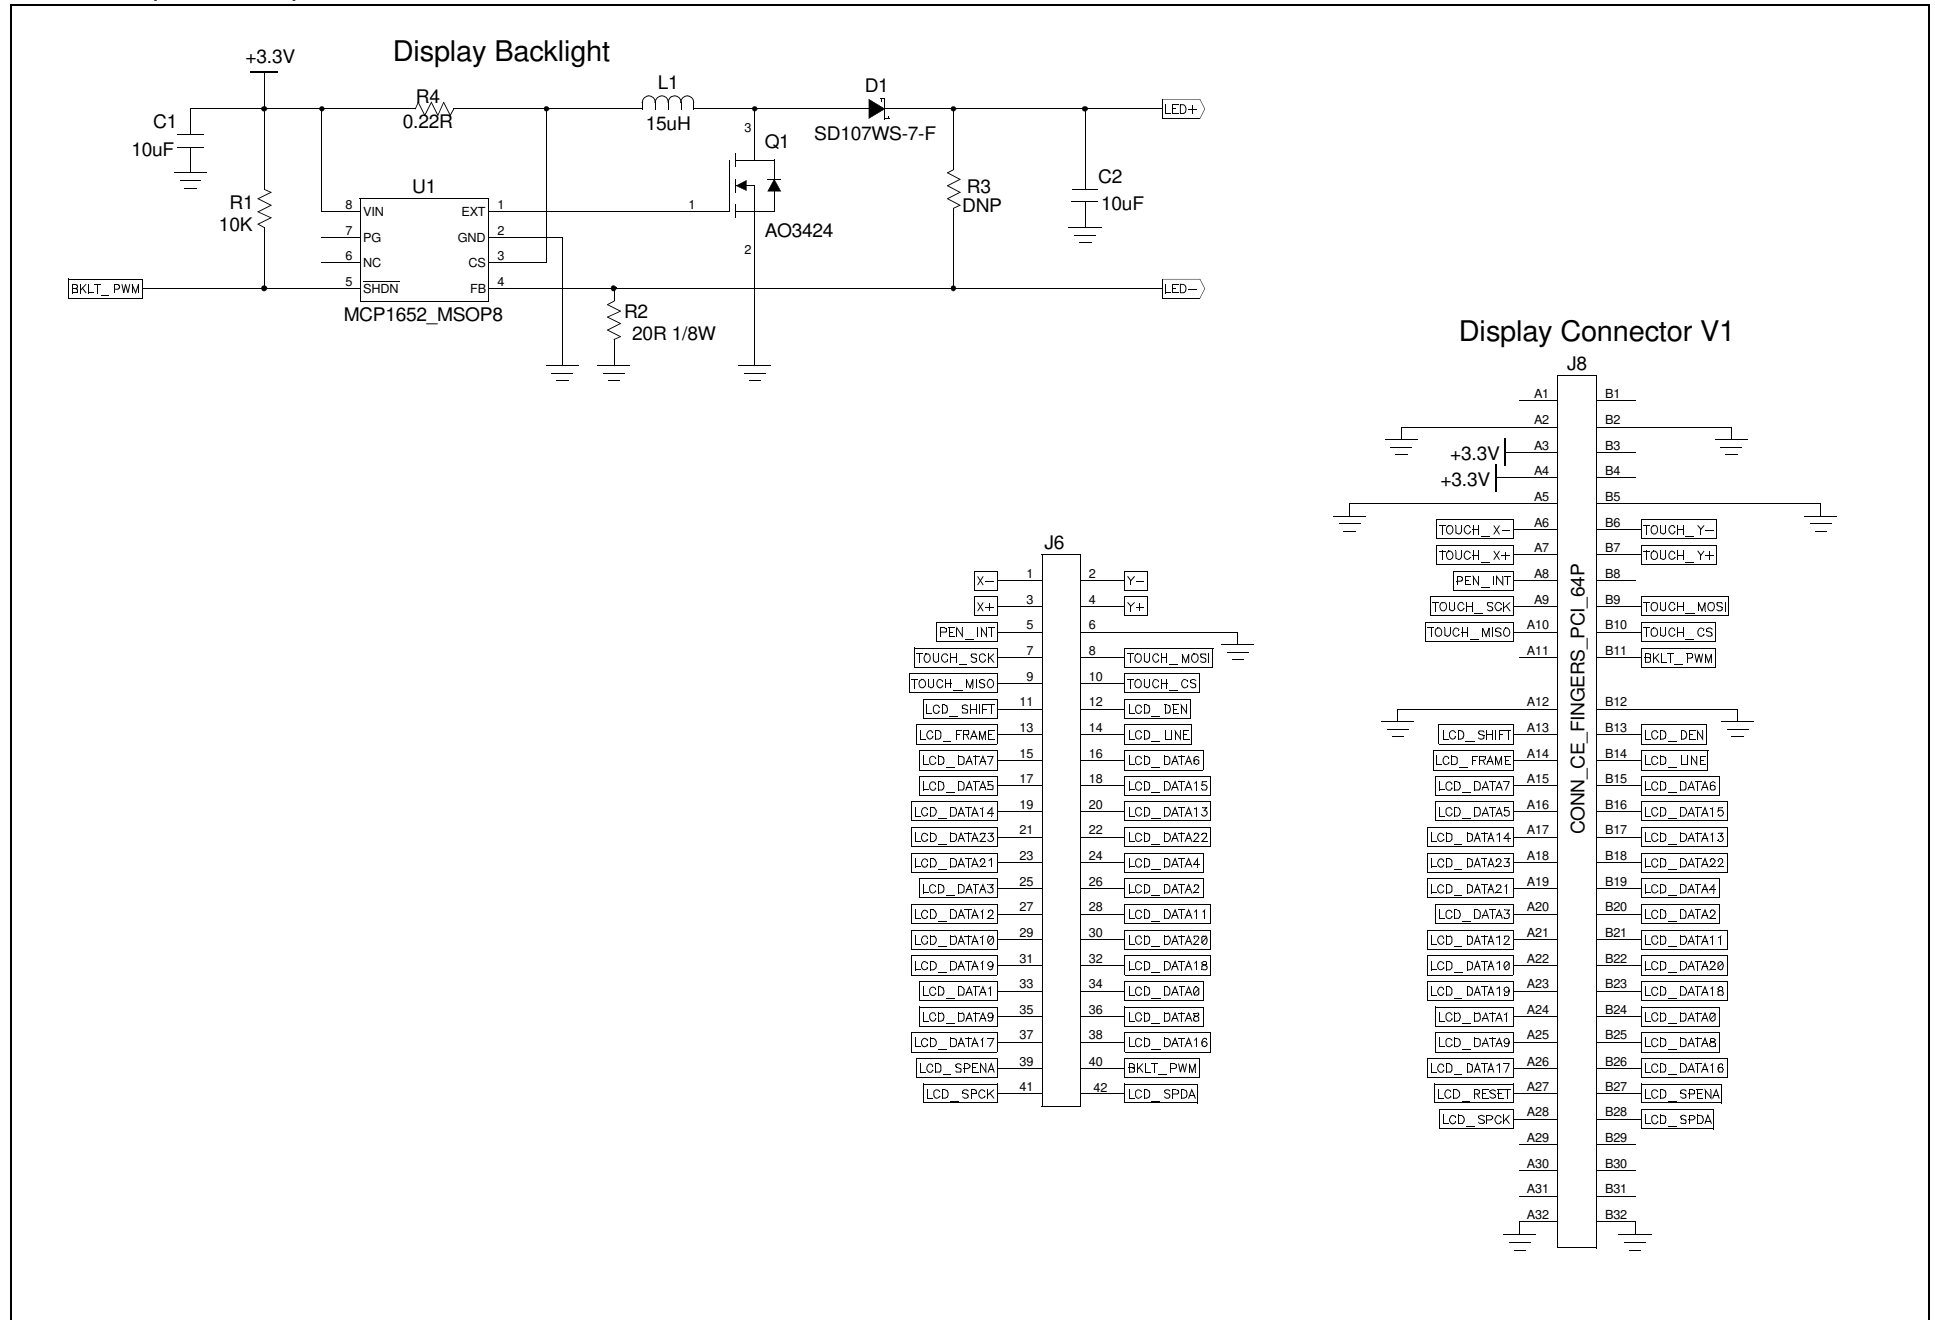 Display Backlight
+3.3V
R4
0.22R
L1
15uH
D1
SD107WS-7-F
LED+
C1
10uF
3
Q1
AO3424
1
2
R3
DNP
C2
10uF
R1
10K
U1
8 VIN EXT 1
7 PG GND 2
6 NC CS 3
5 SHDN FB 4
MCP1652_MSOP8
BKLT_PWM
LED-
R2
20R 1/8W
Display Connector V1
J8
CONN_CE_FINGERS_PCI_64P
A1 B1
A2 B2
+3.3V A3 B3
+3.3V A4 B4
A5 B5
TOUCH_X- A6 B6 TOUCH_Y-
TOUCH_X+ A7 B7 TOUCH_Y+
PEN_INT A8 B8
TOUCH_SCK A9 B9 TOUCH_MOSI
TOUCH_MISO A10 B10 TOUCH_CS
A11 B11 BKLT_PWM
A12 B12
LCD_SHIFT A13 B13 LCD_DEN
LCD_FRAME A14 B14 LCD_LINE
LCD_DATA7 A15 B15 LCD_DATA6
LCD_DATA5 A16 B16 LCD_DATA15
LCD_DATA14 A17 B17 LCD_DATA13
LCD_DATA23 A18 B18 LCD_DATA22
LCD_DATA21 A19 B19 LCD_DATA4
LCD_DATA3 A20 B20 LCD_DATA2
LCD_DATA12 A21 B21 LCD_DATA11
LCD_DATA10 A22 B22 LCD_DATA20
LCD_DATA19 A23 B23 LCD_DATA18
LCD_DATA1 A24 B24 LCD_DATA0
LCD_DATA9 A25 B25 LCD_DATA8
LCD_DATA17 A26 B26 LCD_DATA16
LCD_RESET A27 B27 LCD_SPENA
LCD_SPCK A28 B28 LCD_SPDA
A29 B29
A30 B30
A31 B31
A32 B32
J6
X- 1 2 Y-
X+ 3 4 Y+
PEN_INT 5 6
TOUCH_SCK 7 8 TOUCH_MOSI
TOUCH_MISO 9 10 TOUCH_CS
LCD_SHIFT 11 12 LCD_DEN
LCD_FRAME 13 14 LCD_LINE
LCD_DATA7 15 16 LCD_DATA6
LCD_DATA5 17 18 LCD_DATA15
LCD_DATA14 19 20 LCD_DATA13
LCD_DATA23 21 22 LCD_DATA22
LCD_DATA21 23 24 LCD_DATA4
LCD_DATA3 25 26 LCD_DATA2
LCD_DATA12 27 28 LCD_DATA11
LCD_DATA10 29 30 LCD_DATA20
LCD_DATA19 31 32 LCD_DATA18
LCD_DATA1 33 34 LCD_DATA0
LCD_DATA9 35 36 LCD_DATA8
LCD_DATA17 37 38 LCD_DATA16
LCD_SPENA 39 40 BKLT_PWM
LCD_SPCK 41 42 LCD_SPDA